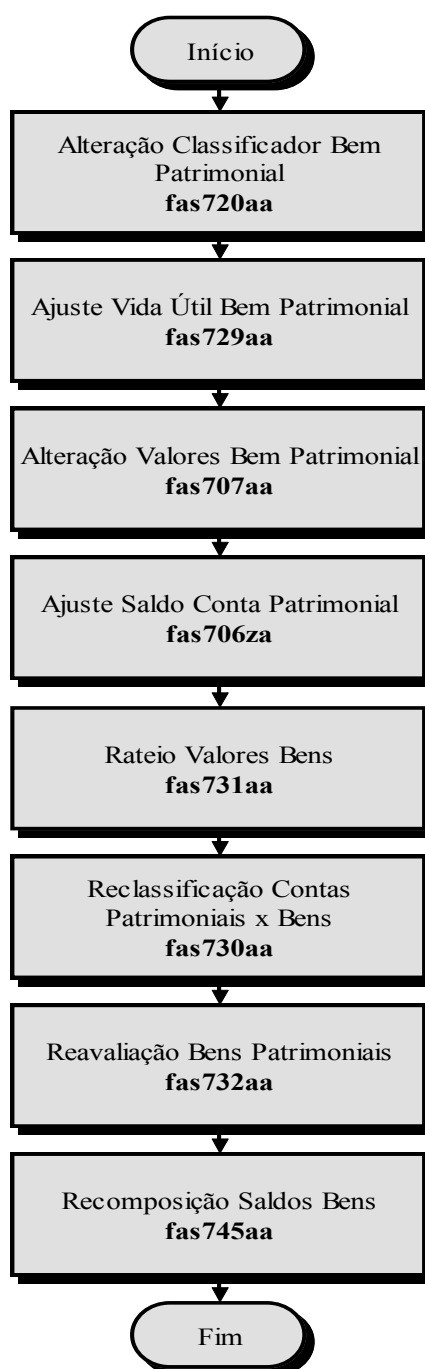 Início
Alteração Classificador Bem
Patrimonial
fas720aa
Ajuste Vida Útil Bem Patrimonial
fas729aa
Alteração Valores Bem Patrimonial
fas707aa
Ajuste Saldo Conta Patrimonial
fas706za
Rateio Valores Bens
fas731aa
Reclassificação Contas
Patrimoniais x Bens
fas730aa
Reavaliação Bens Patrimoniais
fas732aa
Recomposição Saldos Bens
fas745aa
Fim